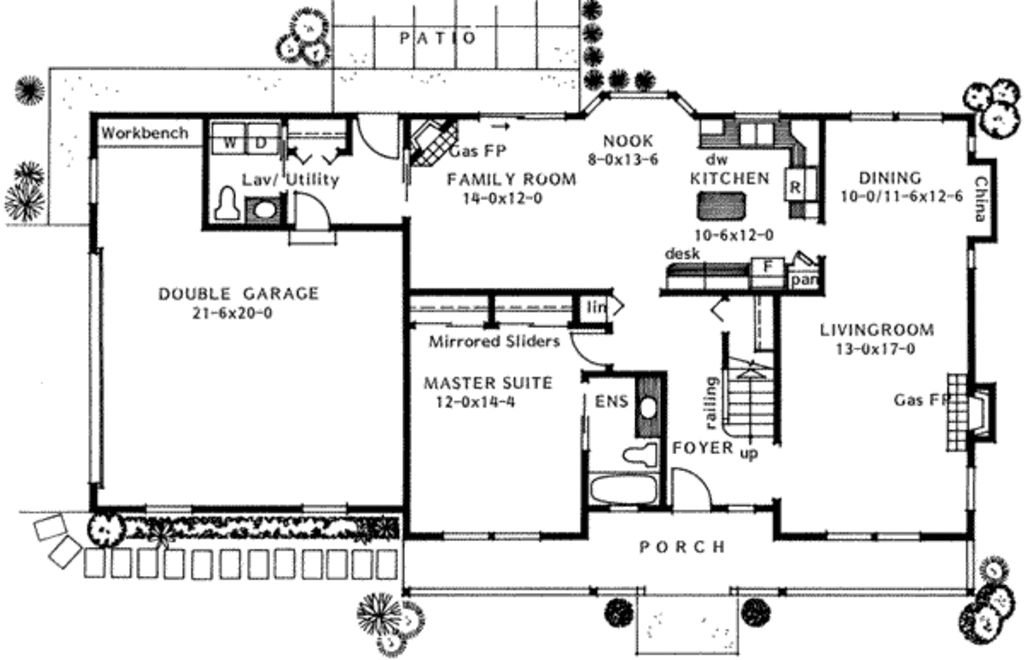 PATIO
Workbench
W D
Lav/ Utility
Gas FP
FAMILY ROOM
14-0x12-0
NOOK
8-0x13-6
dw
KITCHEN
R
10-6x12-0
desk
F
pan
DINING
10-0/11-6x12-6
China
DOUBLE GARAGE
21-6x20-0
lin
Mirrored Sliders
MASTER SUITE
12-0x14-4
ENS
railing
FOYER
up
LIVINGROOM
13-0x17-0
Gas FP
PORCH